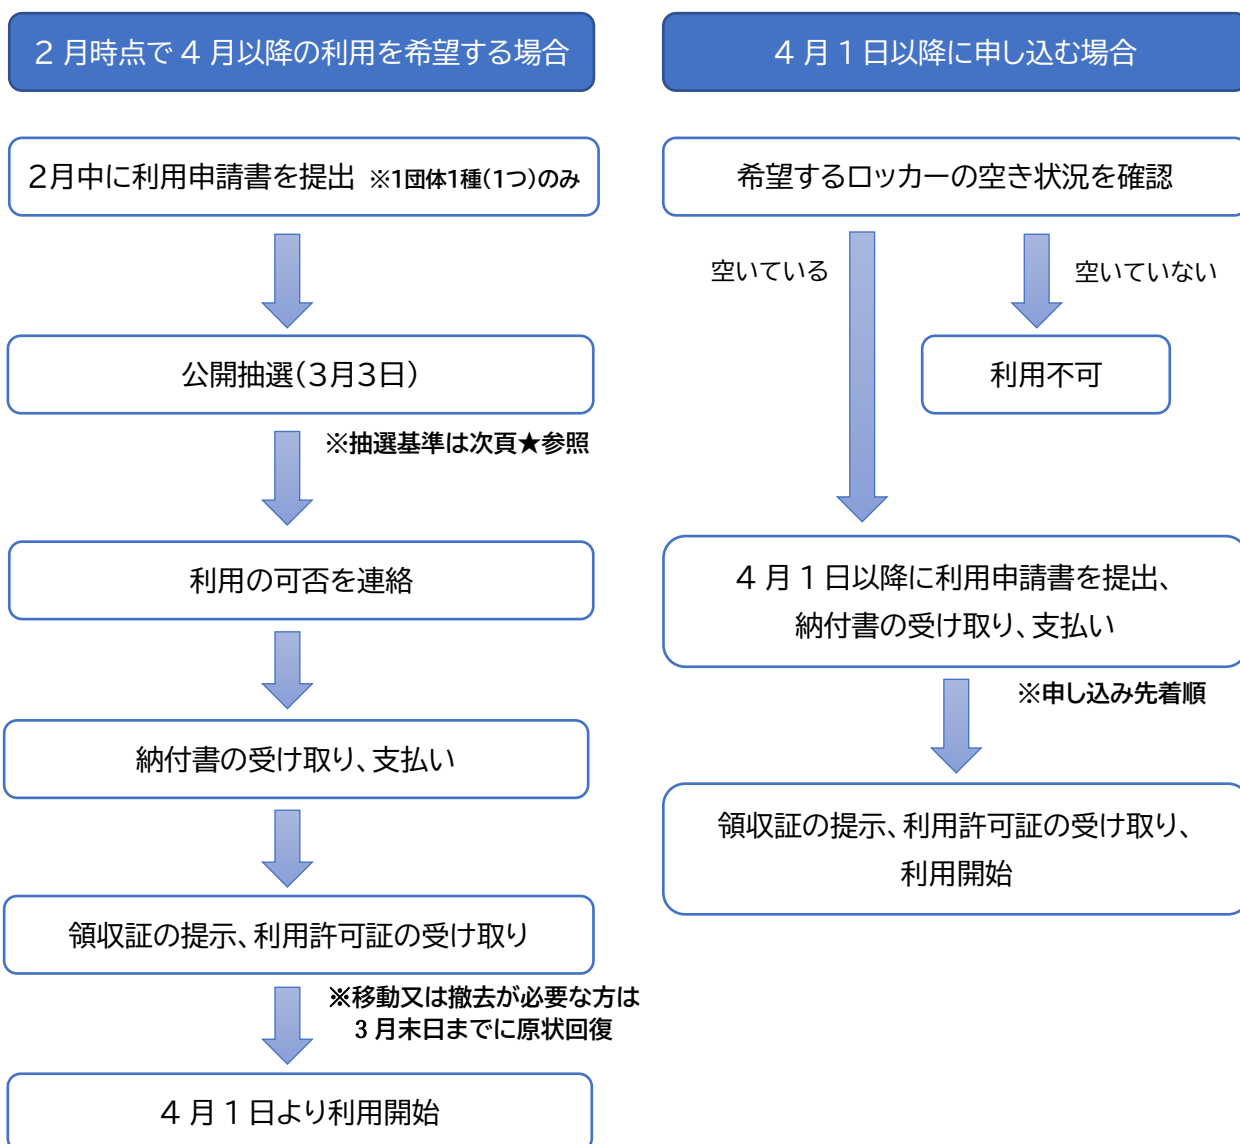 2月時点で4月以降の利用を希望する場合
2月中に利用申請書を提出 ※1団体1種(1つ)のみ
公開抽選(3月3日)
※抽選基準は次頁★参照
利用の可否を連絡
納付書の受け取り、支払い
領収証の提示、利用許可証の受け取り
※移動又は撤去が必要な方は
3月末日までに原状回復
4月1日より利用開始
4月1日以降に申し込む場合
希望するロッカーの空き状況を確認
空いている
空いていない
利用不可
4月1日以降に利用申請書を提出、
納付書の受け取り、支払い
※申し込み先着順
領収証の提示、利用許可証の受け取り、
利用開始